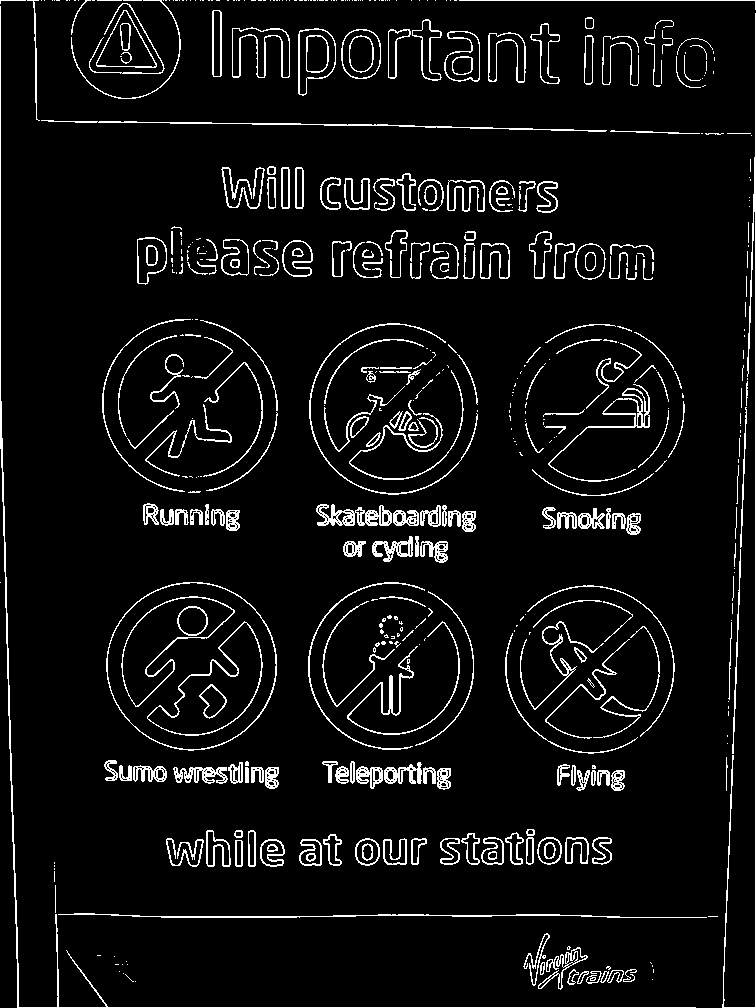 Important info
Will customers
please refrain from
Running
Skateboarding
or cycling
Smoking
Sumo wrestling
Teleporting
Flying
while at our stations
Virgin
trains